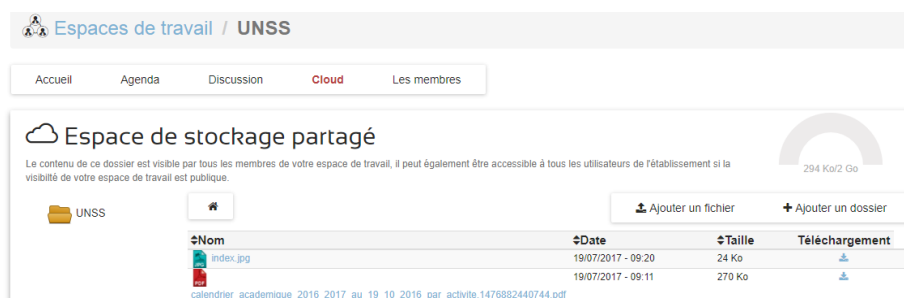 Espaces de travail / UNSS
Accueil Agenda Discussion Cloud Les membres
Espace de stockage partagé
Le contenu de ce dossier est visible par tous les membres de votre espace de travail, il peut également être accessible à tous les utilisateurs de l'établissement si la
visibilté de votre espace de travail est publique.
294 Ko/2 Go
UNSS
Ajouter un fichier + Ajouter un dossier
Nom Date Taille Téléchargement
JPG index.jpg 19/07/2017 - 09:20 24 Ko
PDF 19/07/2017 - 09:11 270 Ko
calendrier_academique_2016_2017_au_19_10_2016_par_activite.1476882440744.pdf